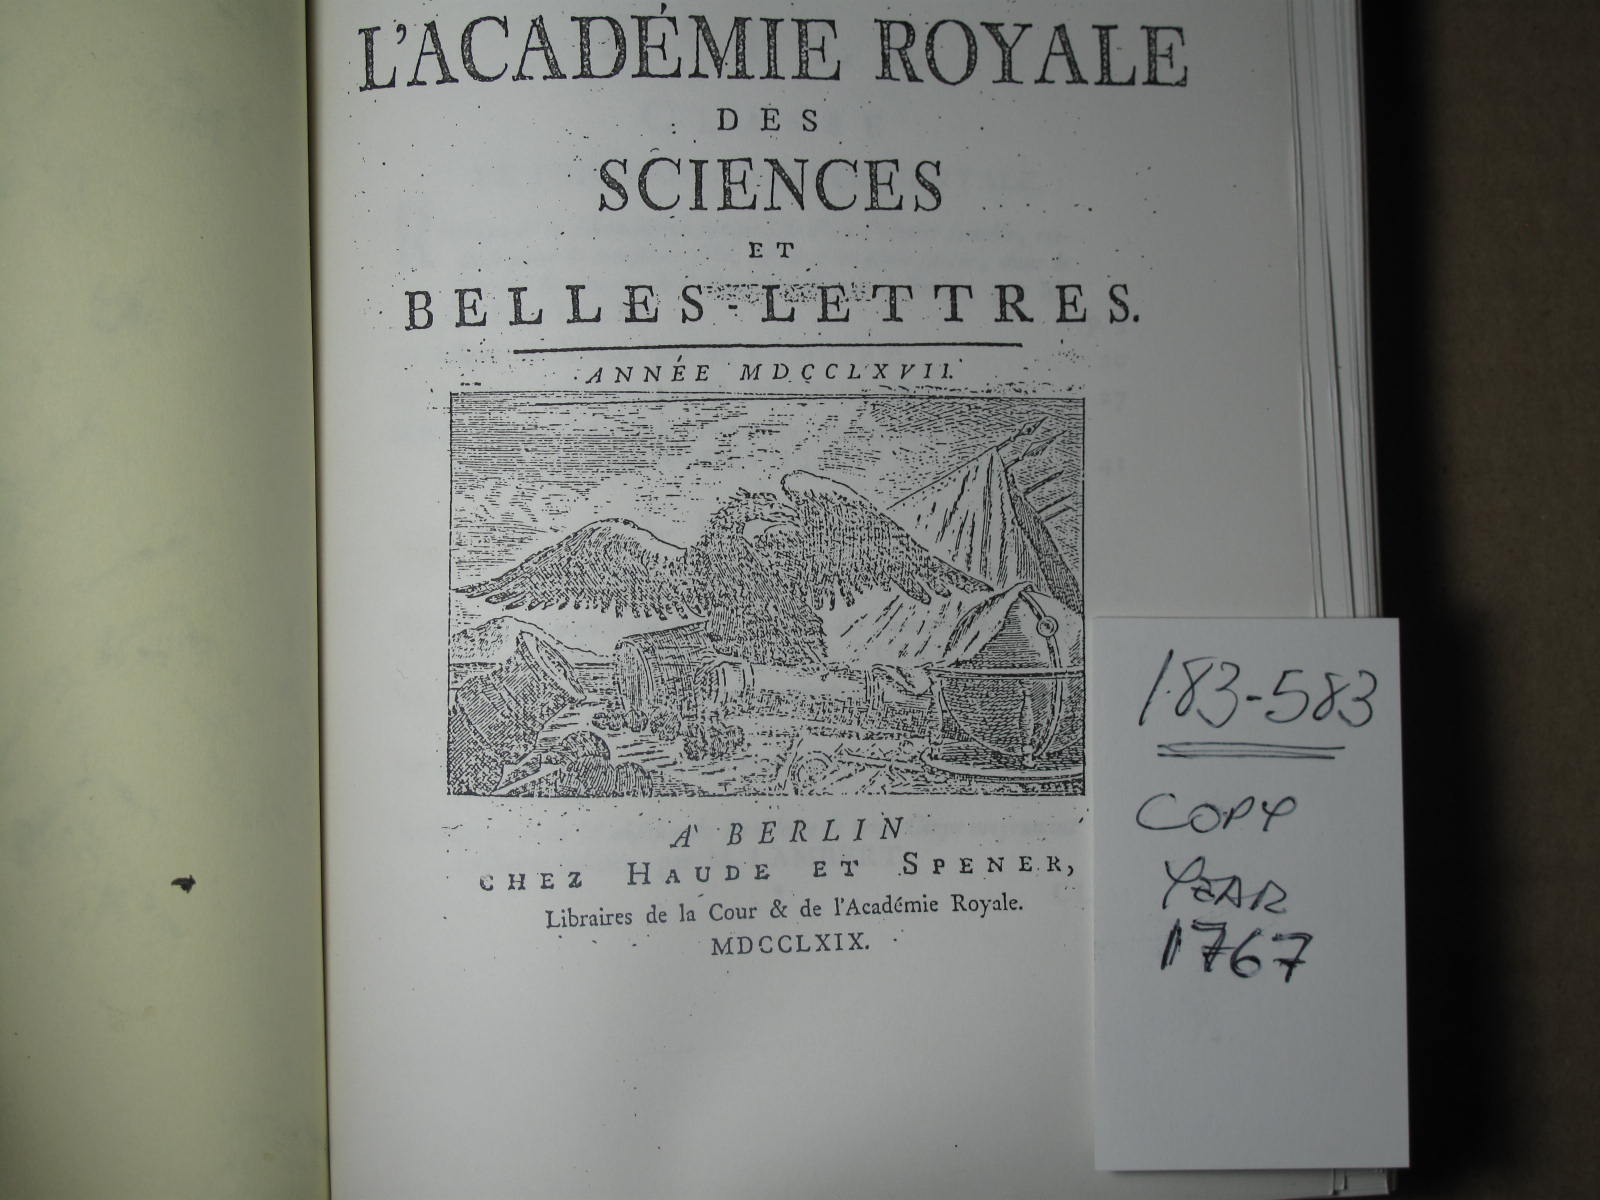 L'ACADÉMIE ROYALE
DES
SCIENCES
ET
BELLES-LETTRES.
ANNÉE MDCCLXVII.
À BERLIN
CHEZ HAUDE ET SPENER,
Libraires de la Cour & de l'Académie Royale.
MDCCLXIX.
183-583
COPY
YEAR
1767